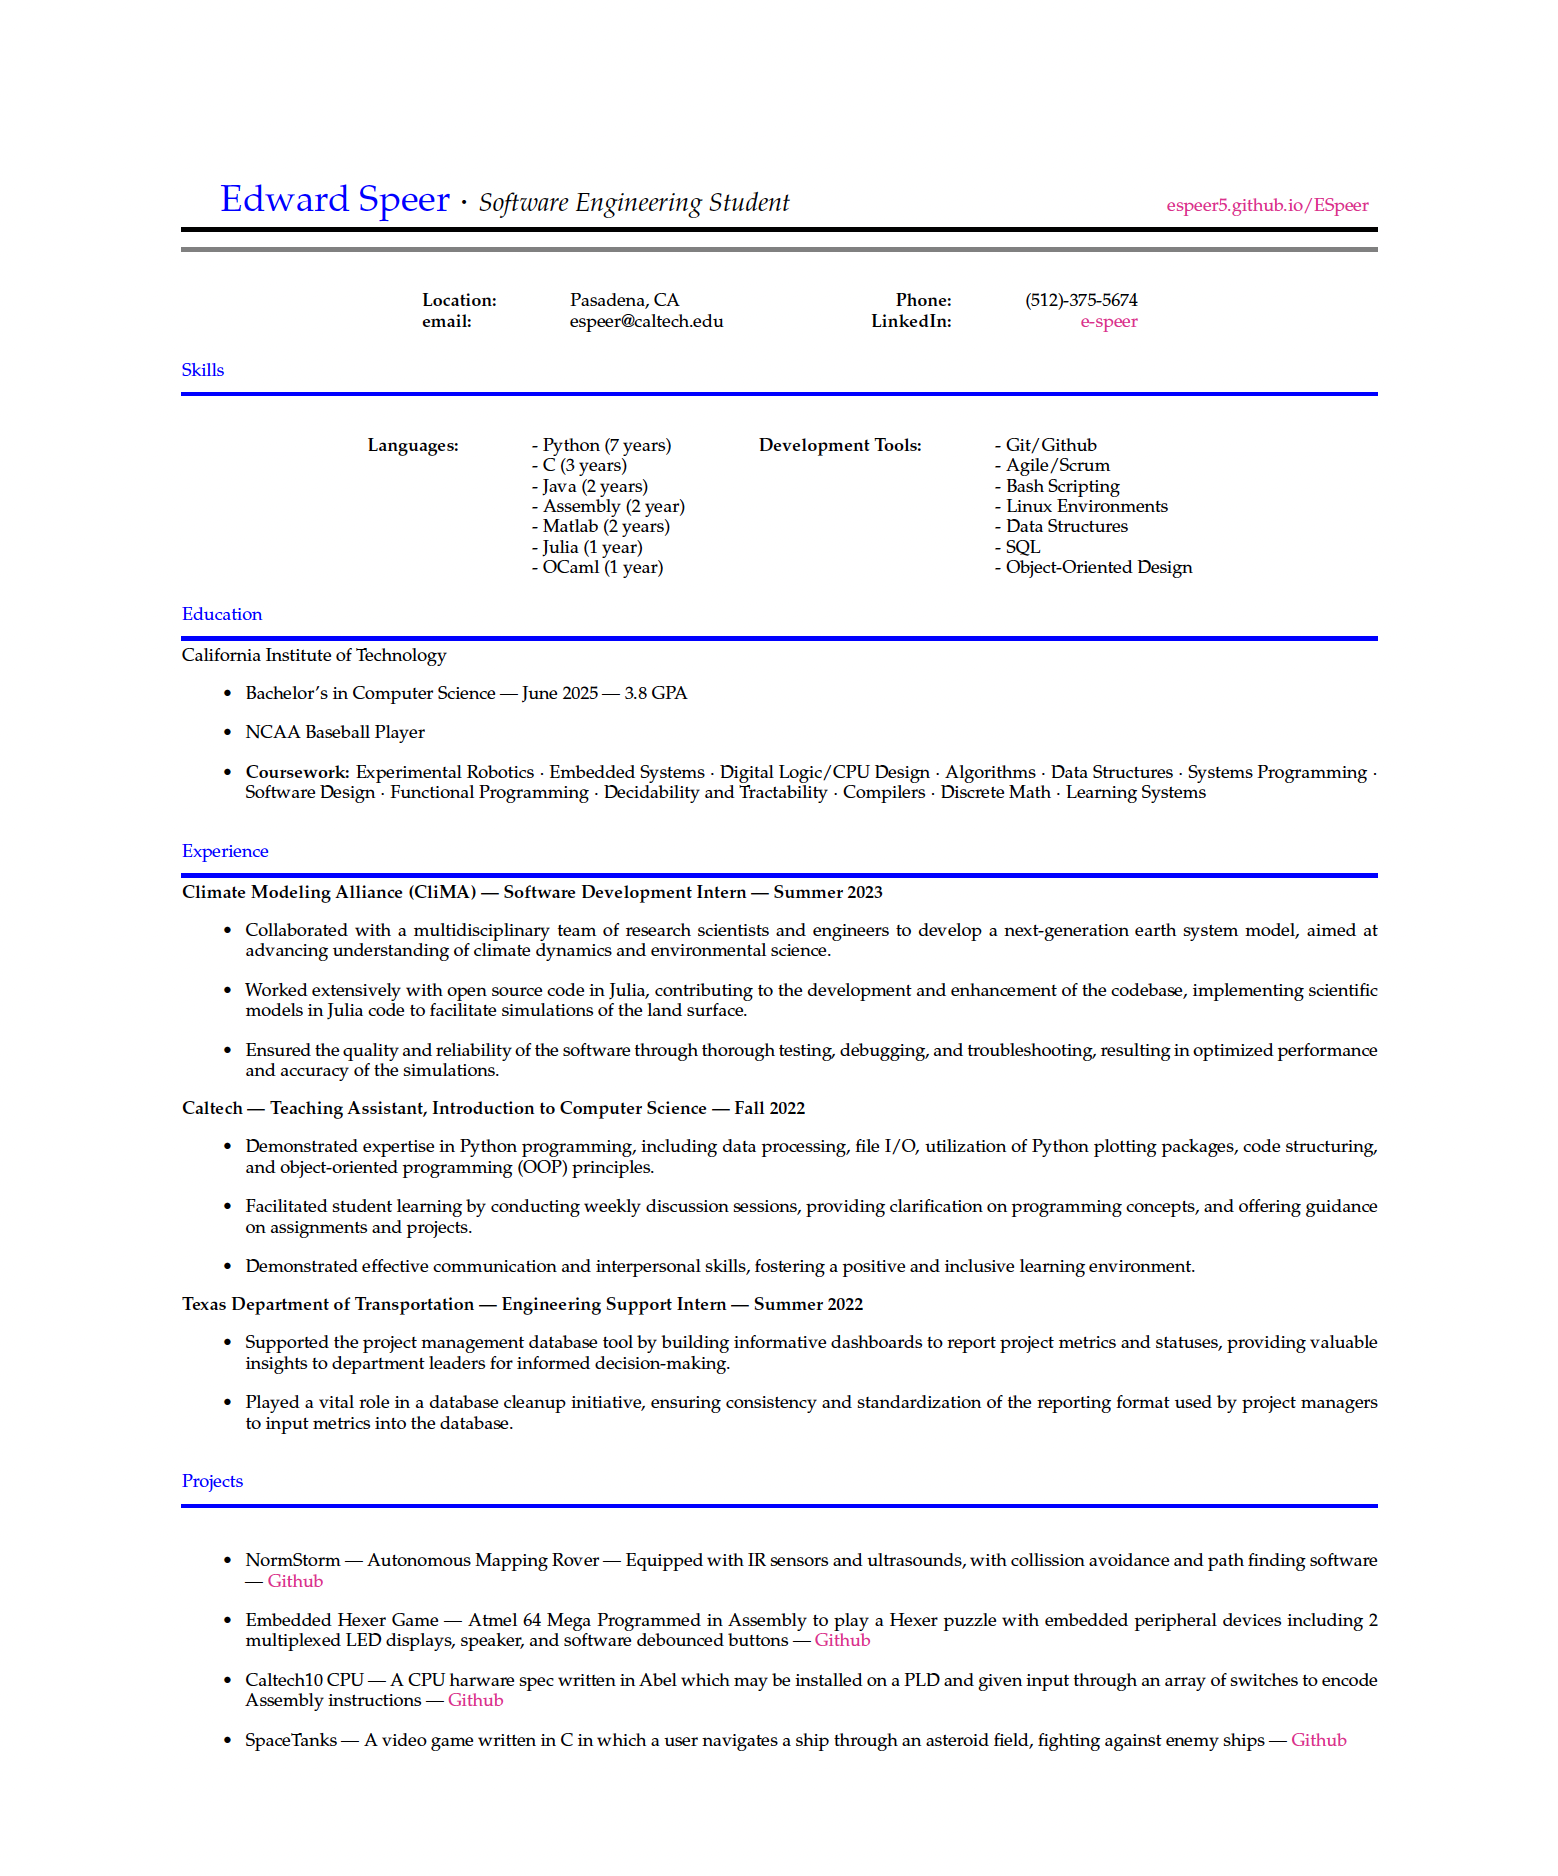 Edward Speer · Software Engineering Student espeer5.github.io/ESpeer
Location: Pasadena, CA Phone: (512)-375-5674
email: espeer@caltech.edu LinkedIn: e-speer
Skills
Languages: - Python (7 years) Development Tools: - Git/Github
- C (3 years) - Agile/Scrum
- Java (2 years) - Bash Scripting
- Assembly (2 year) - Linux Environments
- Matlab (2 years) - Data Structures
- Julia (1 year) - SQL
- OCaml (1 year) - Object-Oriented Design
Education
California Institute of Technology
• Bachelor's in Computer Science — June 2025 — 3.8 GPA
• NCAA Baseball Player
• Coursework: Experimental Robotics · Embedded Systems · Digital Logic/CPU Design · Algorithms · Data Structures · Systems Programming ·
Software Design · Functional Programming · Decidability and Tractability · Compilers · Discrete Math · Learning Systems
Experience
Climate Modeling Alliance (CliMA) — Software Development Intern — Summer 2023
• Collaborated with a multidisciplinary team of research scientists and engineers to develop a next-generation earth system model, aimed at
advancing understanding of climate dynamics and environmental science.
• Worked extensively with open source code in Julia, contributing to the development and enhancement of the codebase, implementing scientific
models in Julia code to facilitate simulations of the land surface.
• Ensured the quality and reliability of the software through thorough testing, debugging, and troubleshooting, resulting in optimized performance
and accuracy of the simulations.
Caltech — Teaching Assistant, Introduction to Computer Science — Fall 2022
• Demonstrated expertise in Python programming, including data processing, file I/O, utilization of Python plotting packages, code structuring,
and object-oriented programming (OOP) principles.
• Facilitated student learning by conducting weekly discussion sessions, providing clarification on programming concepts, and offering guidance
on assignments and projects.
• Demonstrated effective communication and interpersonal skills, fostering a positive and inclusive learning environment.
Texas Department of Transportation — Engineering Support Intern — Summer 2022
• Supported the project management database tool by building informative dashboards to report project metrics and statuses, providing valuable
insights to department leaders for informed decision-making.
• Played a vital role in a database cleanup initiative, ensuring consistency and standardization of the reporting format used by project managers
to input metrics into the database.
Projects
• NormStorm — Autonomous Mapping Rover — Equipped with IR sensors and ultrasounds, with collission avoidance and path finding software
— Github
• Embedded Hexer Game — Atmel 64 Mega Programmed in Assembly to play a Hexer puzzle with embedded peripheral devices including 2
multiplexed LED displays, speaker, and software debounced buttons — Github
• Caltech10 CPU — A CPU harware spec written in Abel which may be installed on a PLD and given input through an array of switches to encode
Assembly instructions — Github
• SpaceTanks — A video game written in C in which a user navigates a ship through an asteroid field, fighting against enemy ships — Github